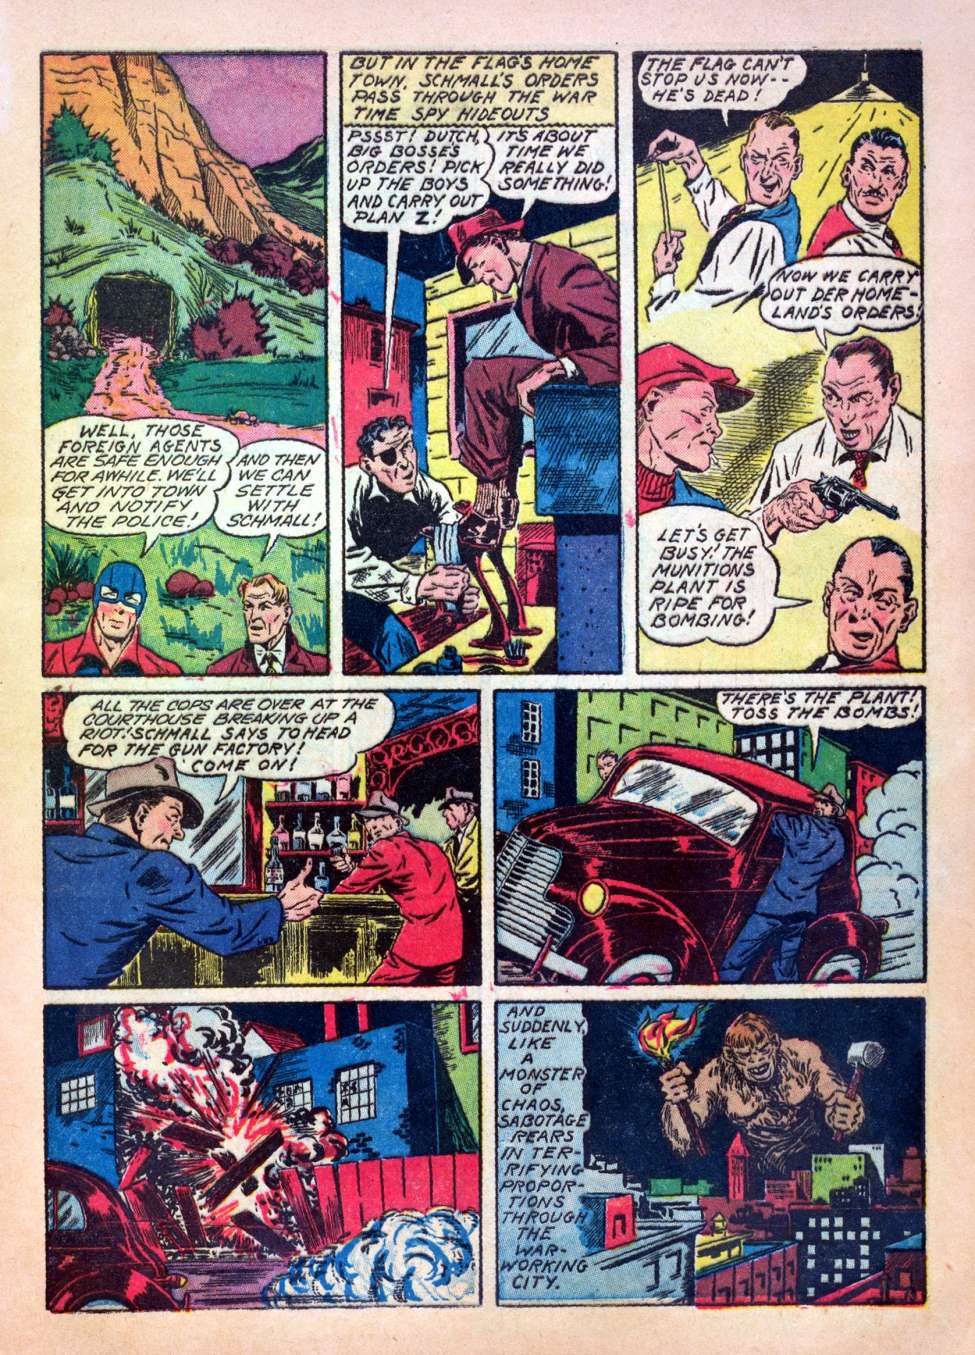 WELL, THOSE
FOREIGN AGENTS
ARE SAFE ENOUGH
FOR AWHILE. WE'LL
GET INTO TOWN
AND NOTIFY
THE POLICE!
AND THEN
WE CAN
SETTLE
WITH
SCHMALL!
BUT IN THE FLAG'S HOME
TOWN, SCHMALL'S ORDERS
PASS THROUGH THE WAR
TIME SPY HIDEOUTS
PSSST! DUTCH,
BIG BOSSES
ORDERS! PICK
UP THE BOYS
AND CARRY OUT
PLAN Z!
IT'S ABOUT
TIME WE
REALLY DID
SOMETHING!
THE FLAG CAN'T
STOP US NOW--
HE'S DEAD!
NOW WE CARRY
OUT DER HOME-
LAND'S ORDERS!
LET'S GET
BUSY! THE
MUNITIONS
PLANT IS
RIPE FOR
BOMBING!
ALL THE COPS ARE OVER AT THE
COURTHOUSE BREAKING UP A
RIOT! SCHMALL SAYS TO HEAD
FOR THE GUN FACTORY!
COME ON!
THERE'S THE PLANT!
TOSS THE BOMBS!
AND
SUDDENLY,
LIKE
A
MONSTER
OF
CHAOS,
SABOTAGE
REARS
IN TER-
RIFYING
PROPOR-
TIONS
THROUGH
THE
WAR-
WORKING
CITY.